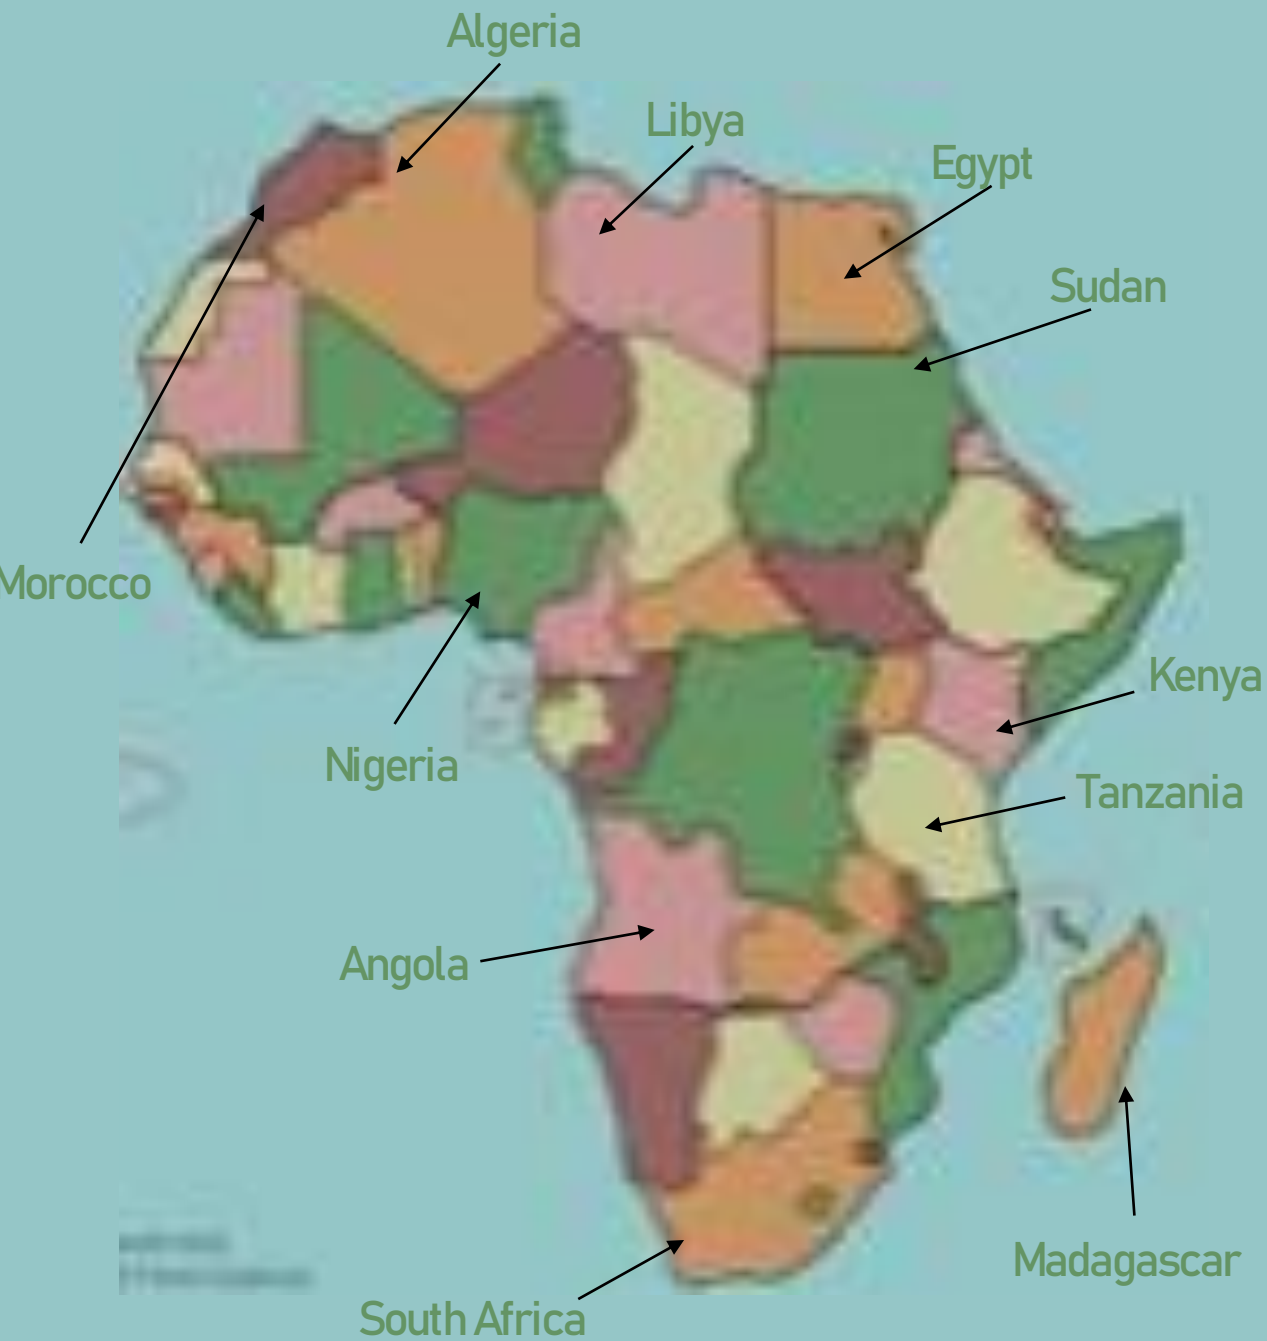 Algeria
Libya
Egypt
Sudan
Morocco
Kenya
Nigeria
Tanzania
Angola
Madagascar
South Africa